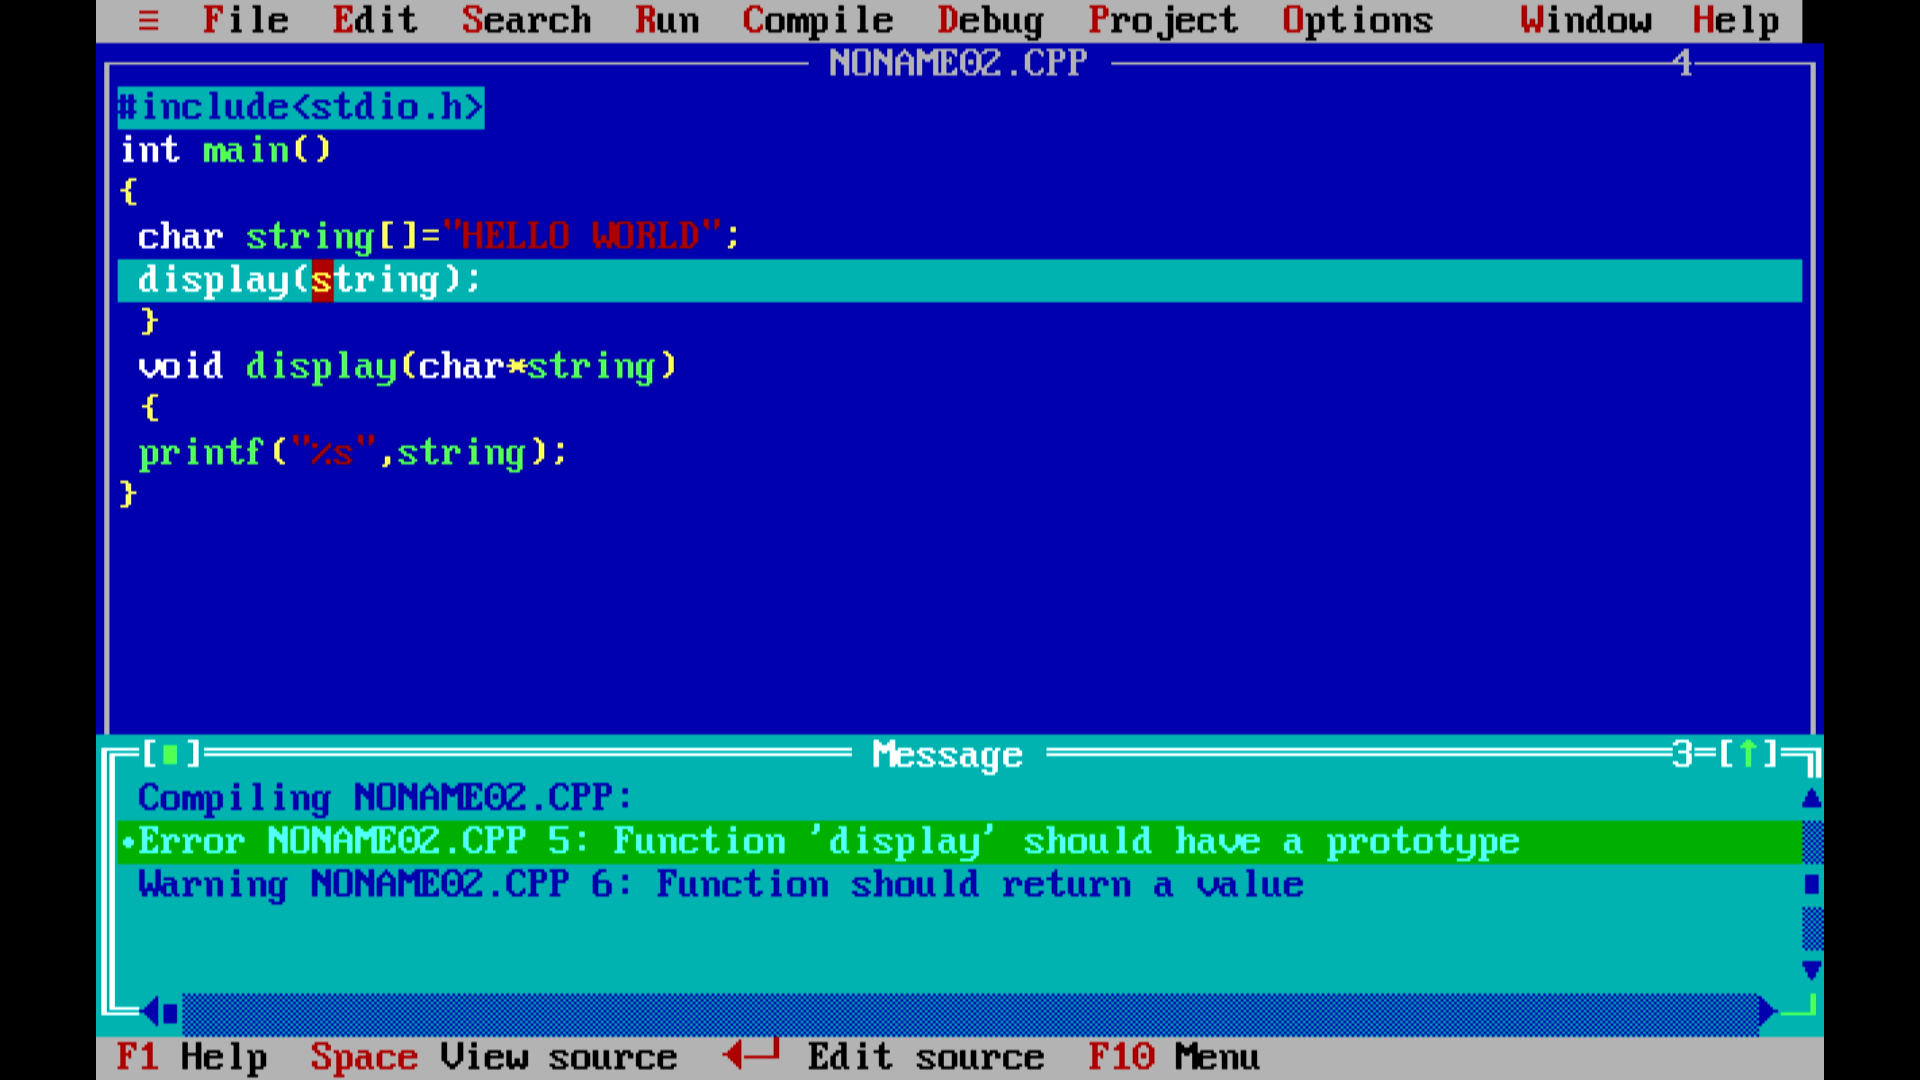 ≡ File Edit Search Run Compile Debug Project Options Window Help
NONAME02.CPP 4
#include<stdio.h>
int main()
{
char string[]="HELLO WORLD";
display(string);
}
void display(char*string)
{
printf("%s",string);
}
[■] Message 3=[↑]
Compiling NONAME02.CPP:
•Error NONAME02.CPP 5: Function 'display' should have a prototype
Warning NONAME02.CPP 6: Function should return a value
F1 Help Space View source ◄┘ Edit source F10 Menu